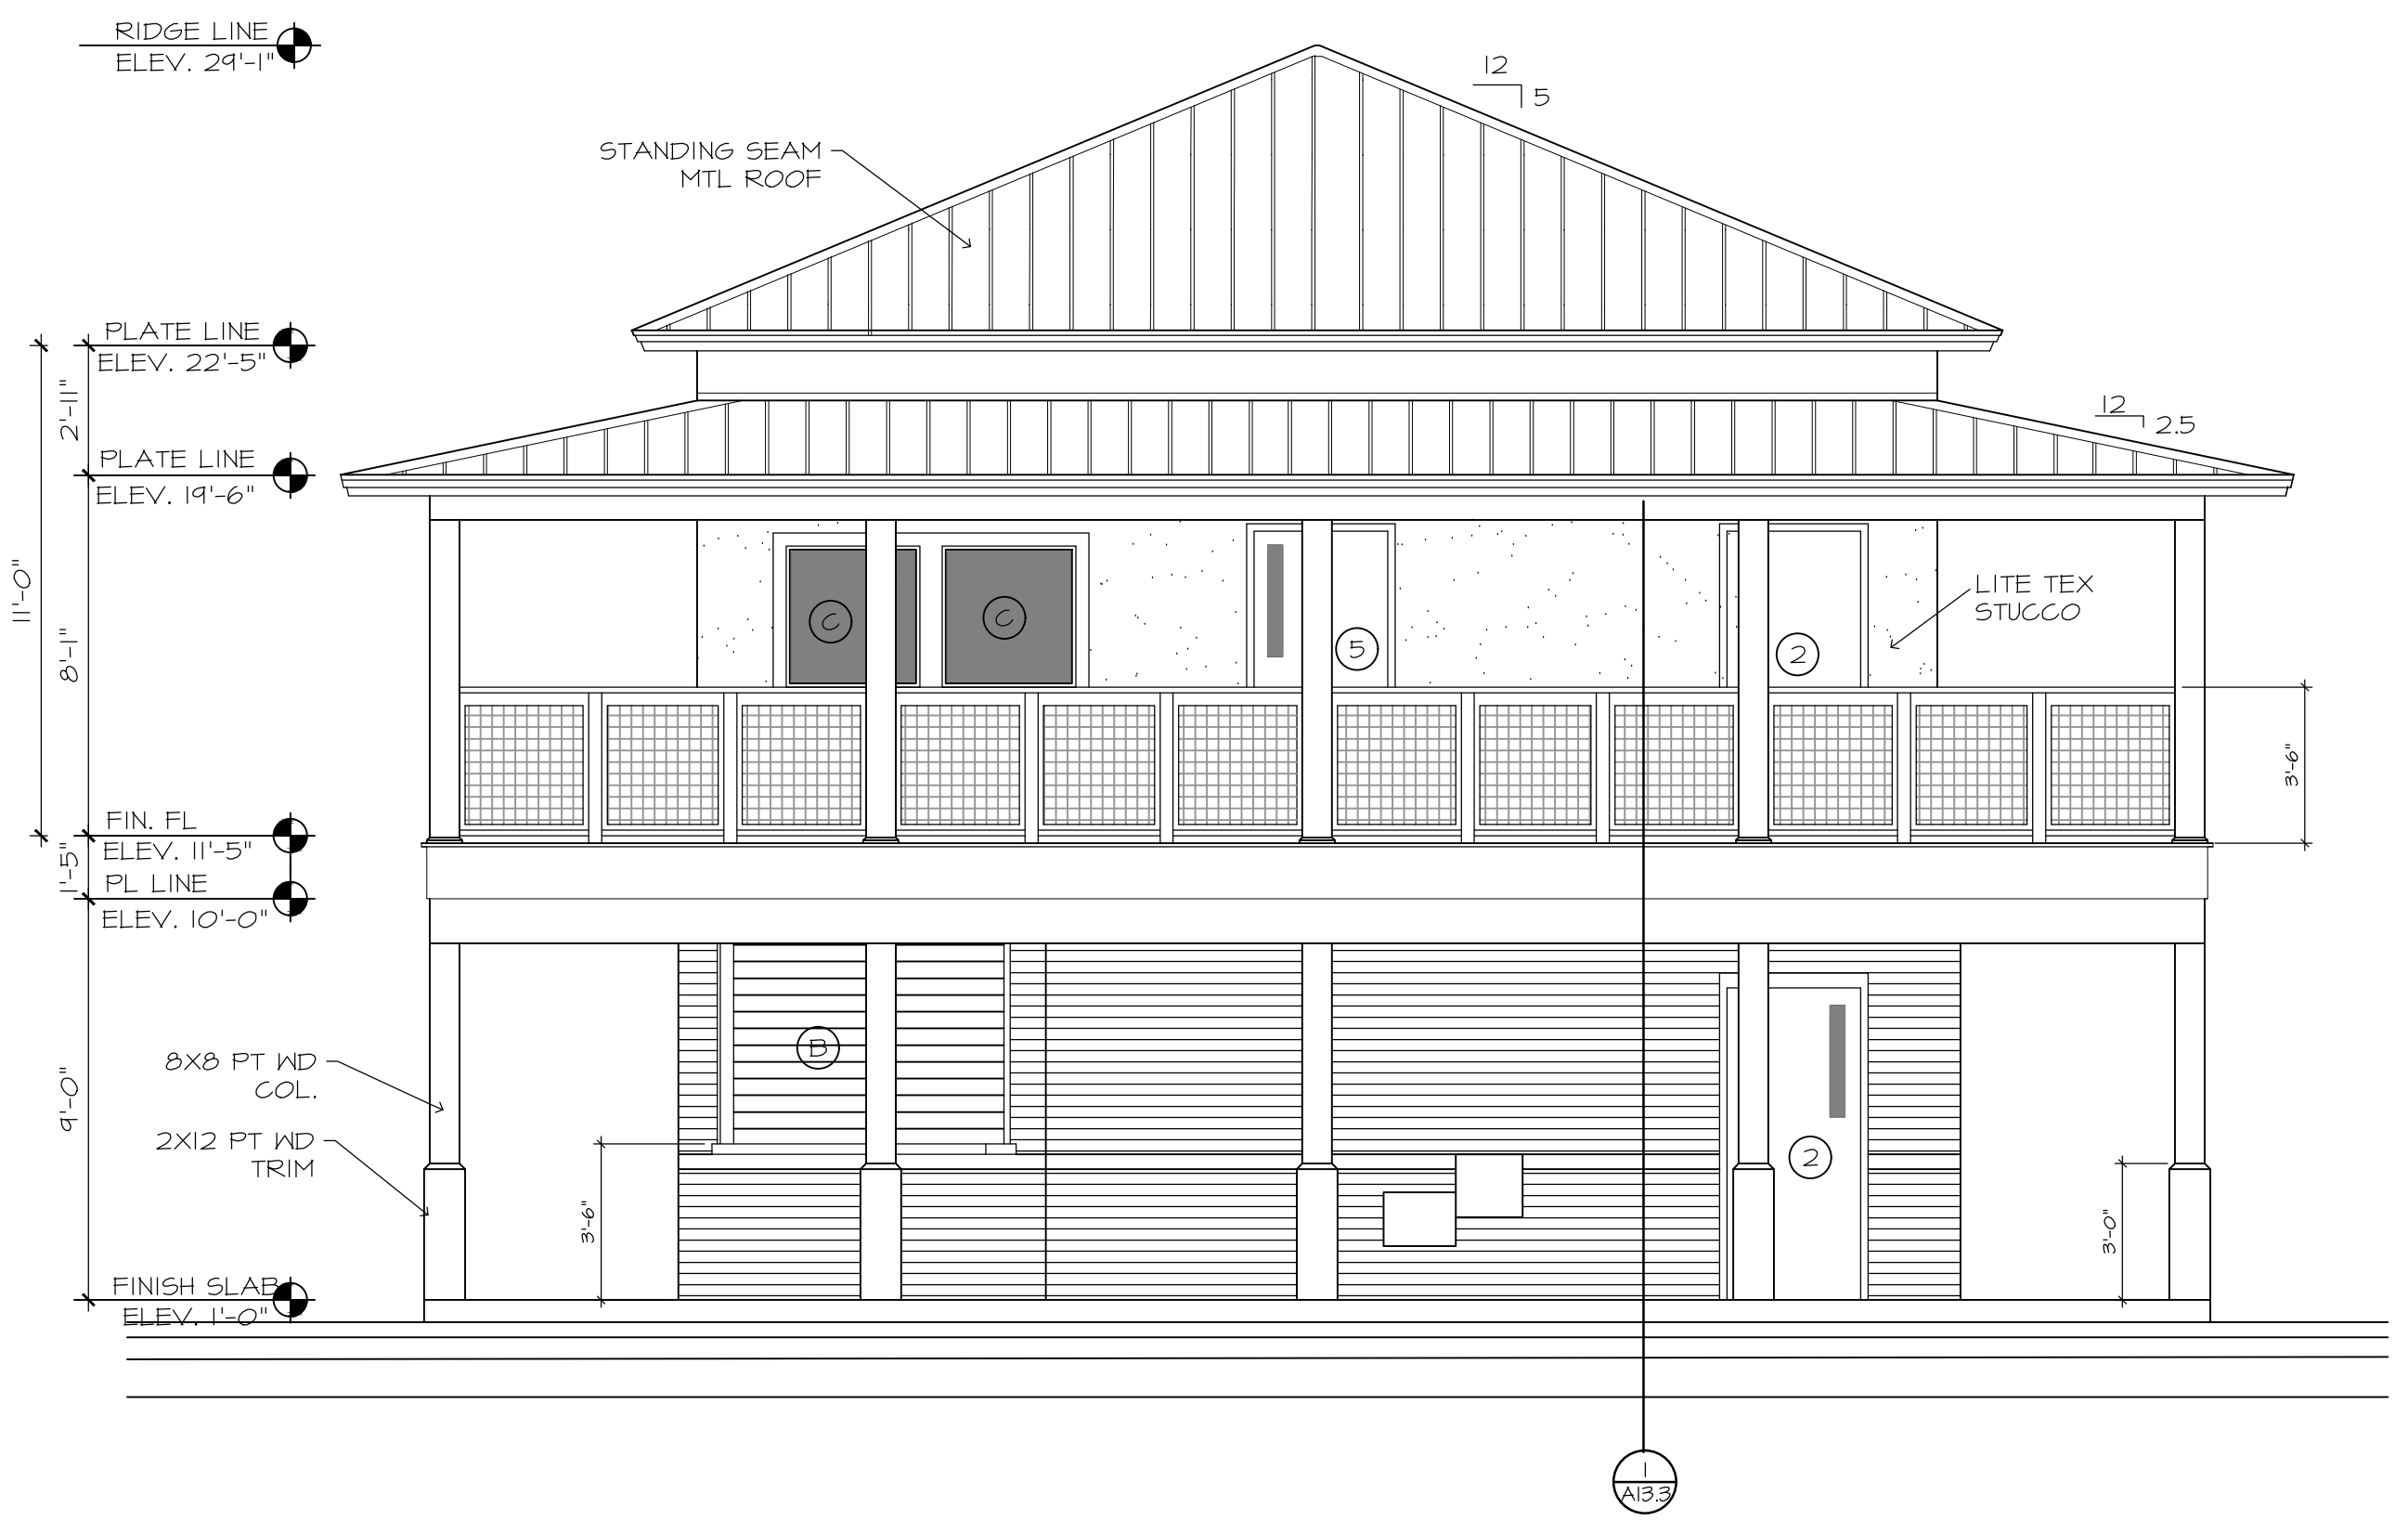 RIDGE LINE
ELEV. 29'-1"
12
5
STANDING SEAM
MTL ROOF
PLATE LINE
ELEV. 22'-5"
2'-11"
12
2.5
PLATE LINE
ELEV. 19'-6"
11'-0"
8'-1"
C
C
5
2
LITE TEX
STUCCO
3'-6"
FIN. FL
ELEV. 11'-5"
1'-5"
PL LINE
ELEV. 10'-0"
9'-0"
8X8 PT WD
COL.
2X12 PT WD
TRIM
B
2
3'-6"
3'-0"
FINISH SLAB
ELEV. 1'-0"
1
A13.3